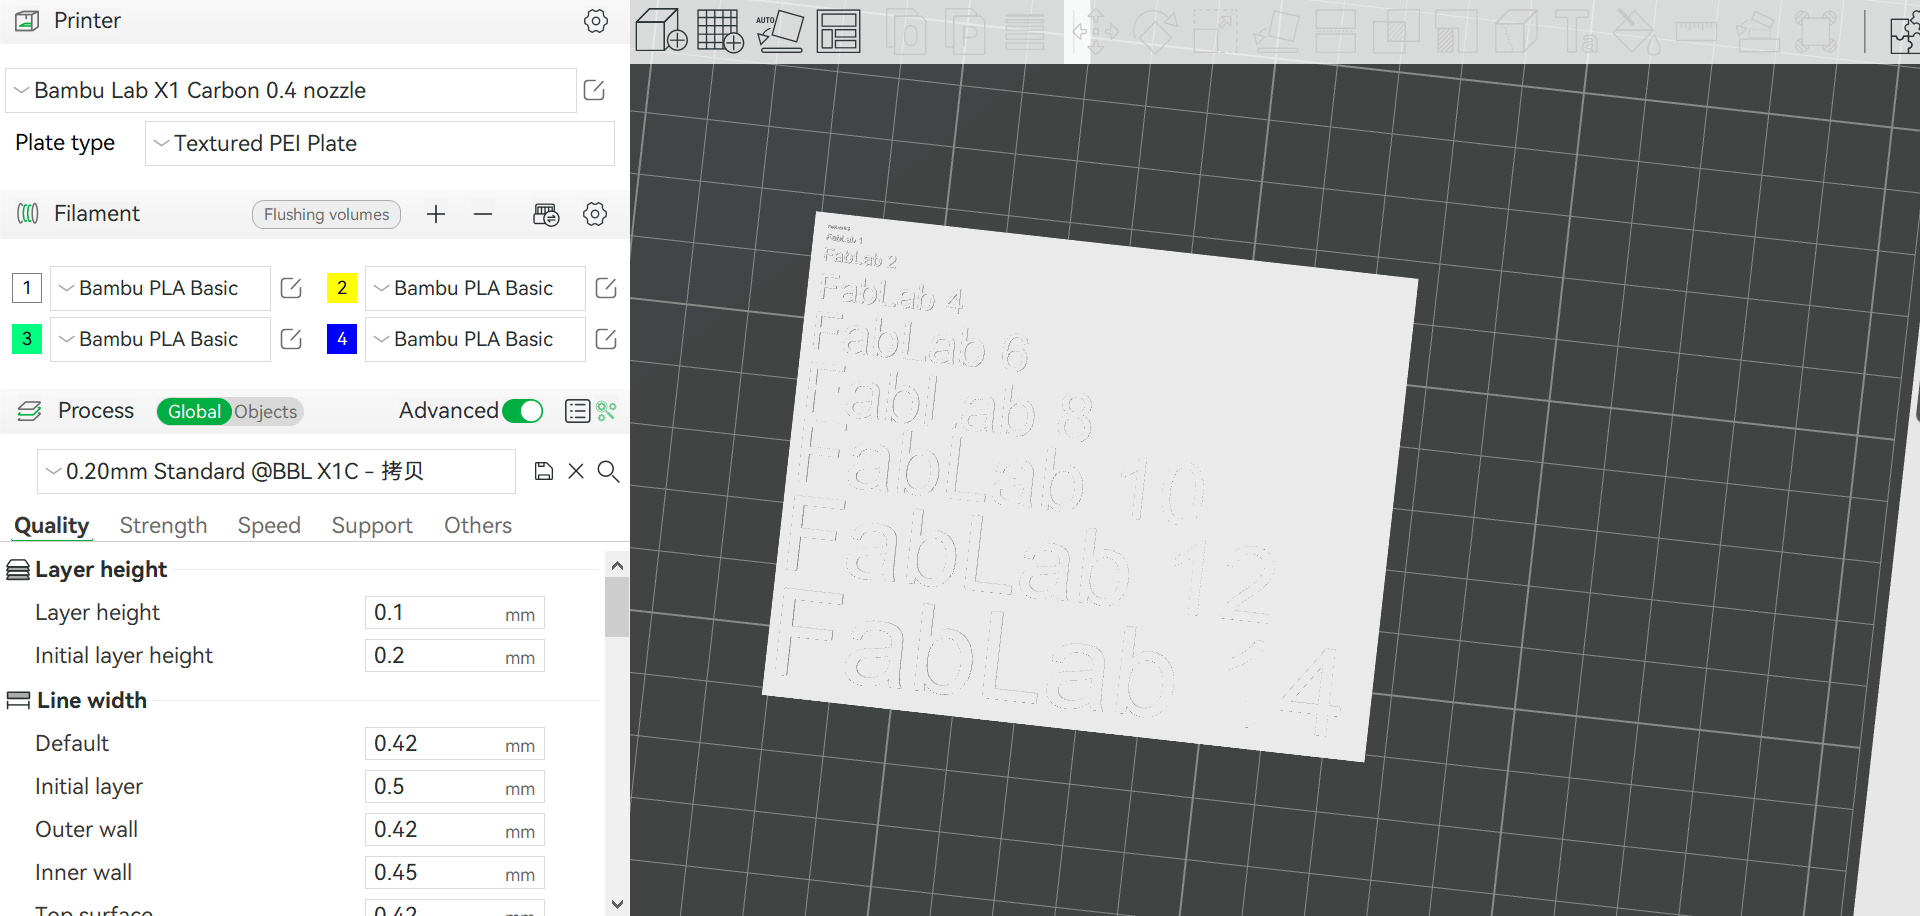 Printer
AUTO
Bambu Lab X1 Carbon 0.4 nozzle
Plate type
Textured PEI Plate
Filament
Flushing volumes
1
Bambu PLA Basic
2
Bambu PLA Basic
3
Bambu PLA Basic
4
Bambu PLA Basic
Process
Global
Objects
Advanced
0.20mm Standard @BBL X1C - 拷贝
Quality
Strength
Speed
Support
Others
Layer height
Layer height
0.1
mm
Initial layer height
0.2
mm
Line width
Default
0.42
mm
Initial layer
0.5
mm
Outer wall
0.42
mm
Inner wall
0.45
mm
Top surface
0.42
mm
FabLab 1
FabLab 2
FabLab 4
FabLab 6
FabLab 8
FabLab 10
FabLab 12
FabLab 14